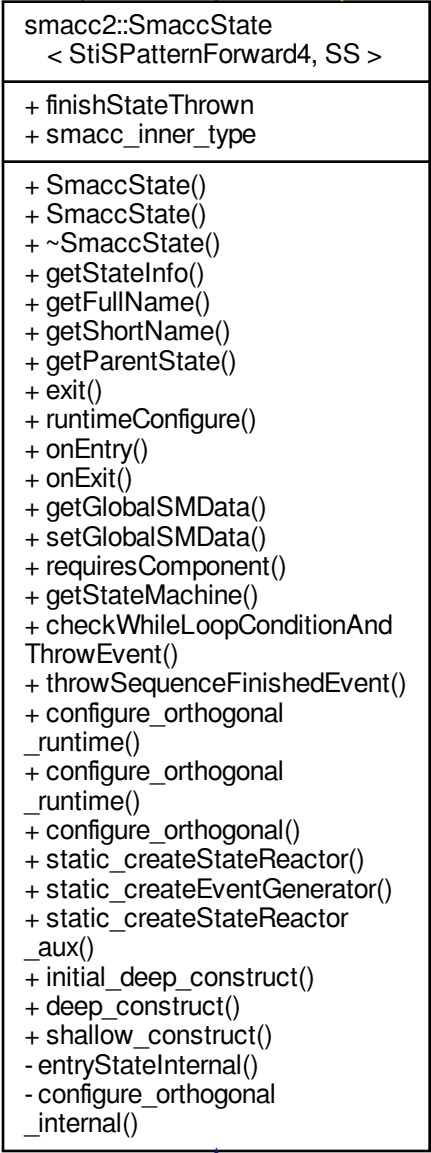 smacc2::SmaccState
< StiSPatternForward4, SS >
+ finishStateThrown
+ smacc_inner_type
+ SmaccState()
+ SmaccState()
+ ~SmaccState()
+ getStateInfo()
+ getFullName()
+ getShortName()
+ getParentState()
+ exit()
+ runtimeConfigure()
+ onEntry()
+ onExit()
+ getGlobalSMData()
+ setGlobalSMData()
+ requiresComponent()
+ getStateMachine()
+ checkWhileLoopConditionAnd
ThrowEvent()
+ throwSequenceFinishedEvent()
+ configure_orthogonal
_runtime()
+ configure_orthogonal
_runtime()
+ configure_orthogonal()
+ static_createStateReactor()
+ static_createEventGenerator()
+ static_createStateReactor
_aux()
+ initial_deep_construct()
+ deep_construct()
+ shallow_construct()
- entryStateInternal()
- configure_orthogonal
_internal()